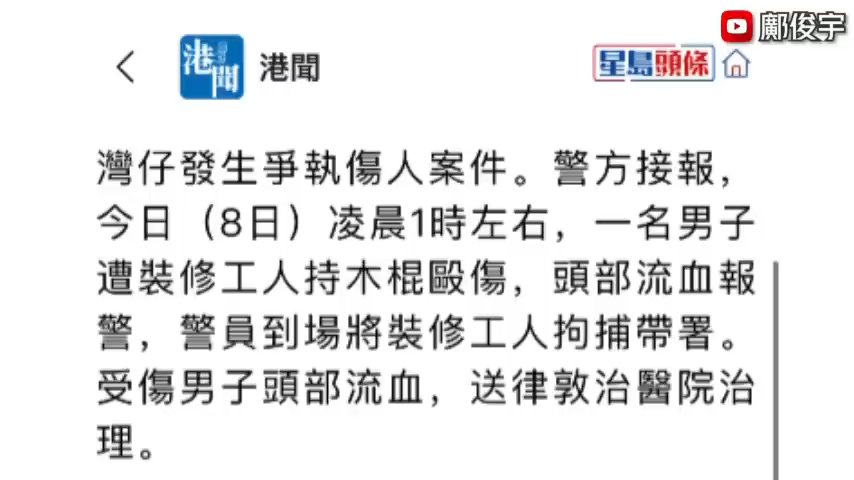 鄺俊宇
港聞
港聞
星島頭條
灣仔發生爭執傷人案件。警方接報，
今日（8日）凌晨1時左右，一名男子
遭裝修工人持木棍毆傷，頭部流血報
警，警員到場將裝修工人拘捕帶署。
受傷男子頭部流血，送律敦治醫院治
理。